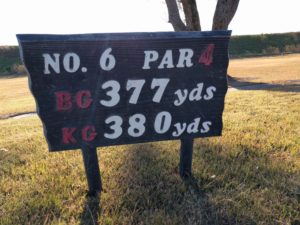 NO. 6 PAR 4
BG 377 yds
KG 380 yds